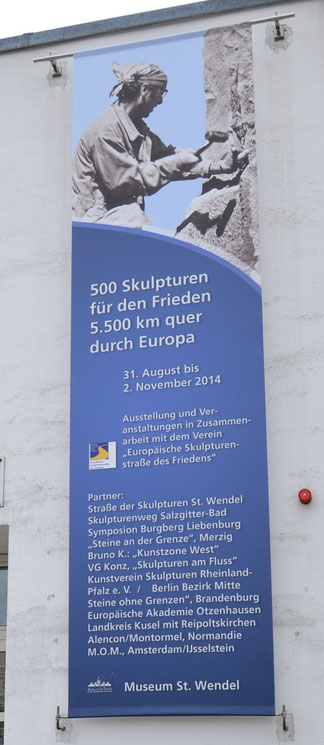 500 Skulpturen
für den Frieden
5.500 km quer
durch Europa
31. August bis
2. November 2014
Ausstellung und Ver-
anstaltungen in Zusammen-
arbeit mit dem Verein
„Europäische Skulpturen-
straße des Friedens"
Partner:
Straße der Skulpturen St. Wendel
Skulpturenweg Salzgitter-Bad
Symposion Burgberg Liebenburg
„Steine an der Grenze", Merzig
Bruno K.: „Kunstzone West"
VG Konz, „Skulpturen am Fluss"
Kunstverein Skulpturen Rheinland-
Pfalz e. V. / Berlin Bezirk Mitte
Steine ohne Grenzen", Brandenburg
Europäische Akademie Otzenhausen
Landkreis Kusel mit Reipoltskirchen
Alencon/Montormel, Normandie
M.O.M., Amsterdam/IJsselstein
Museum St. Wendel